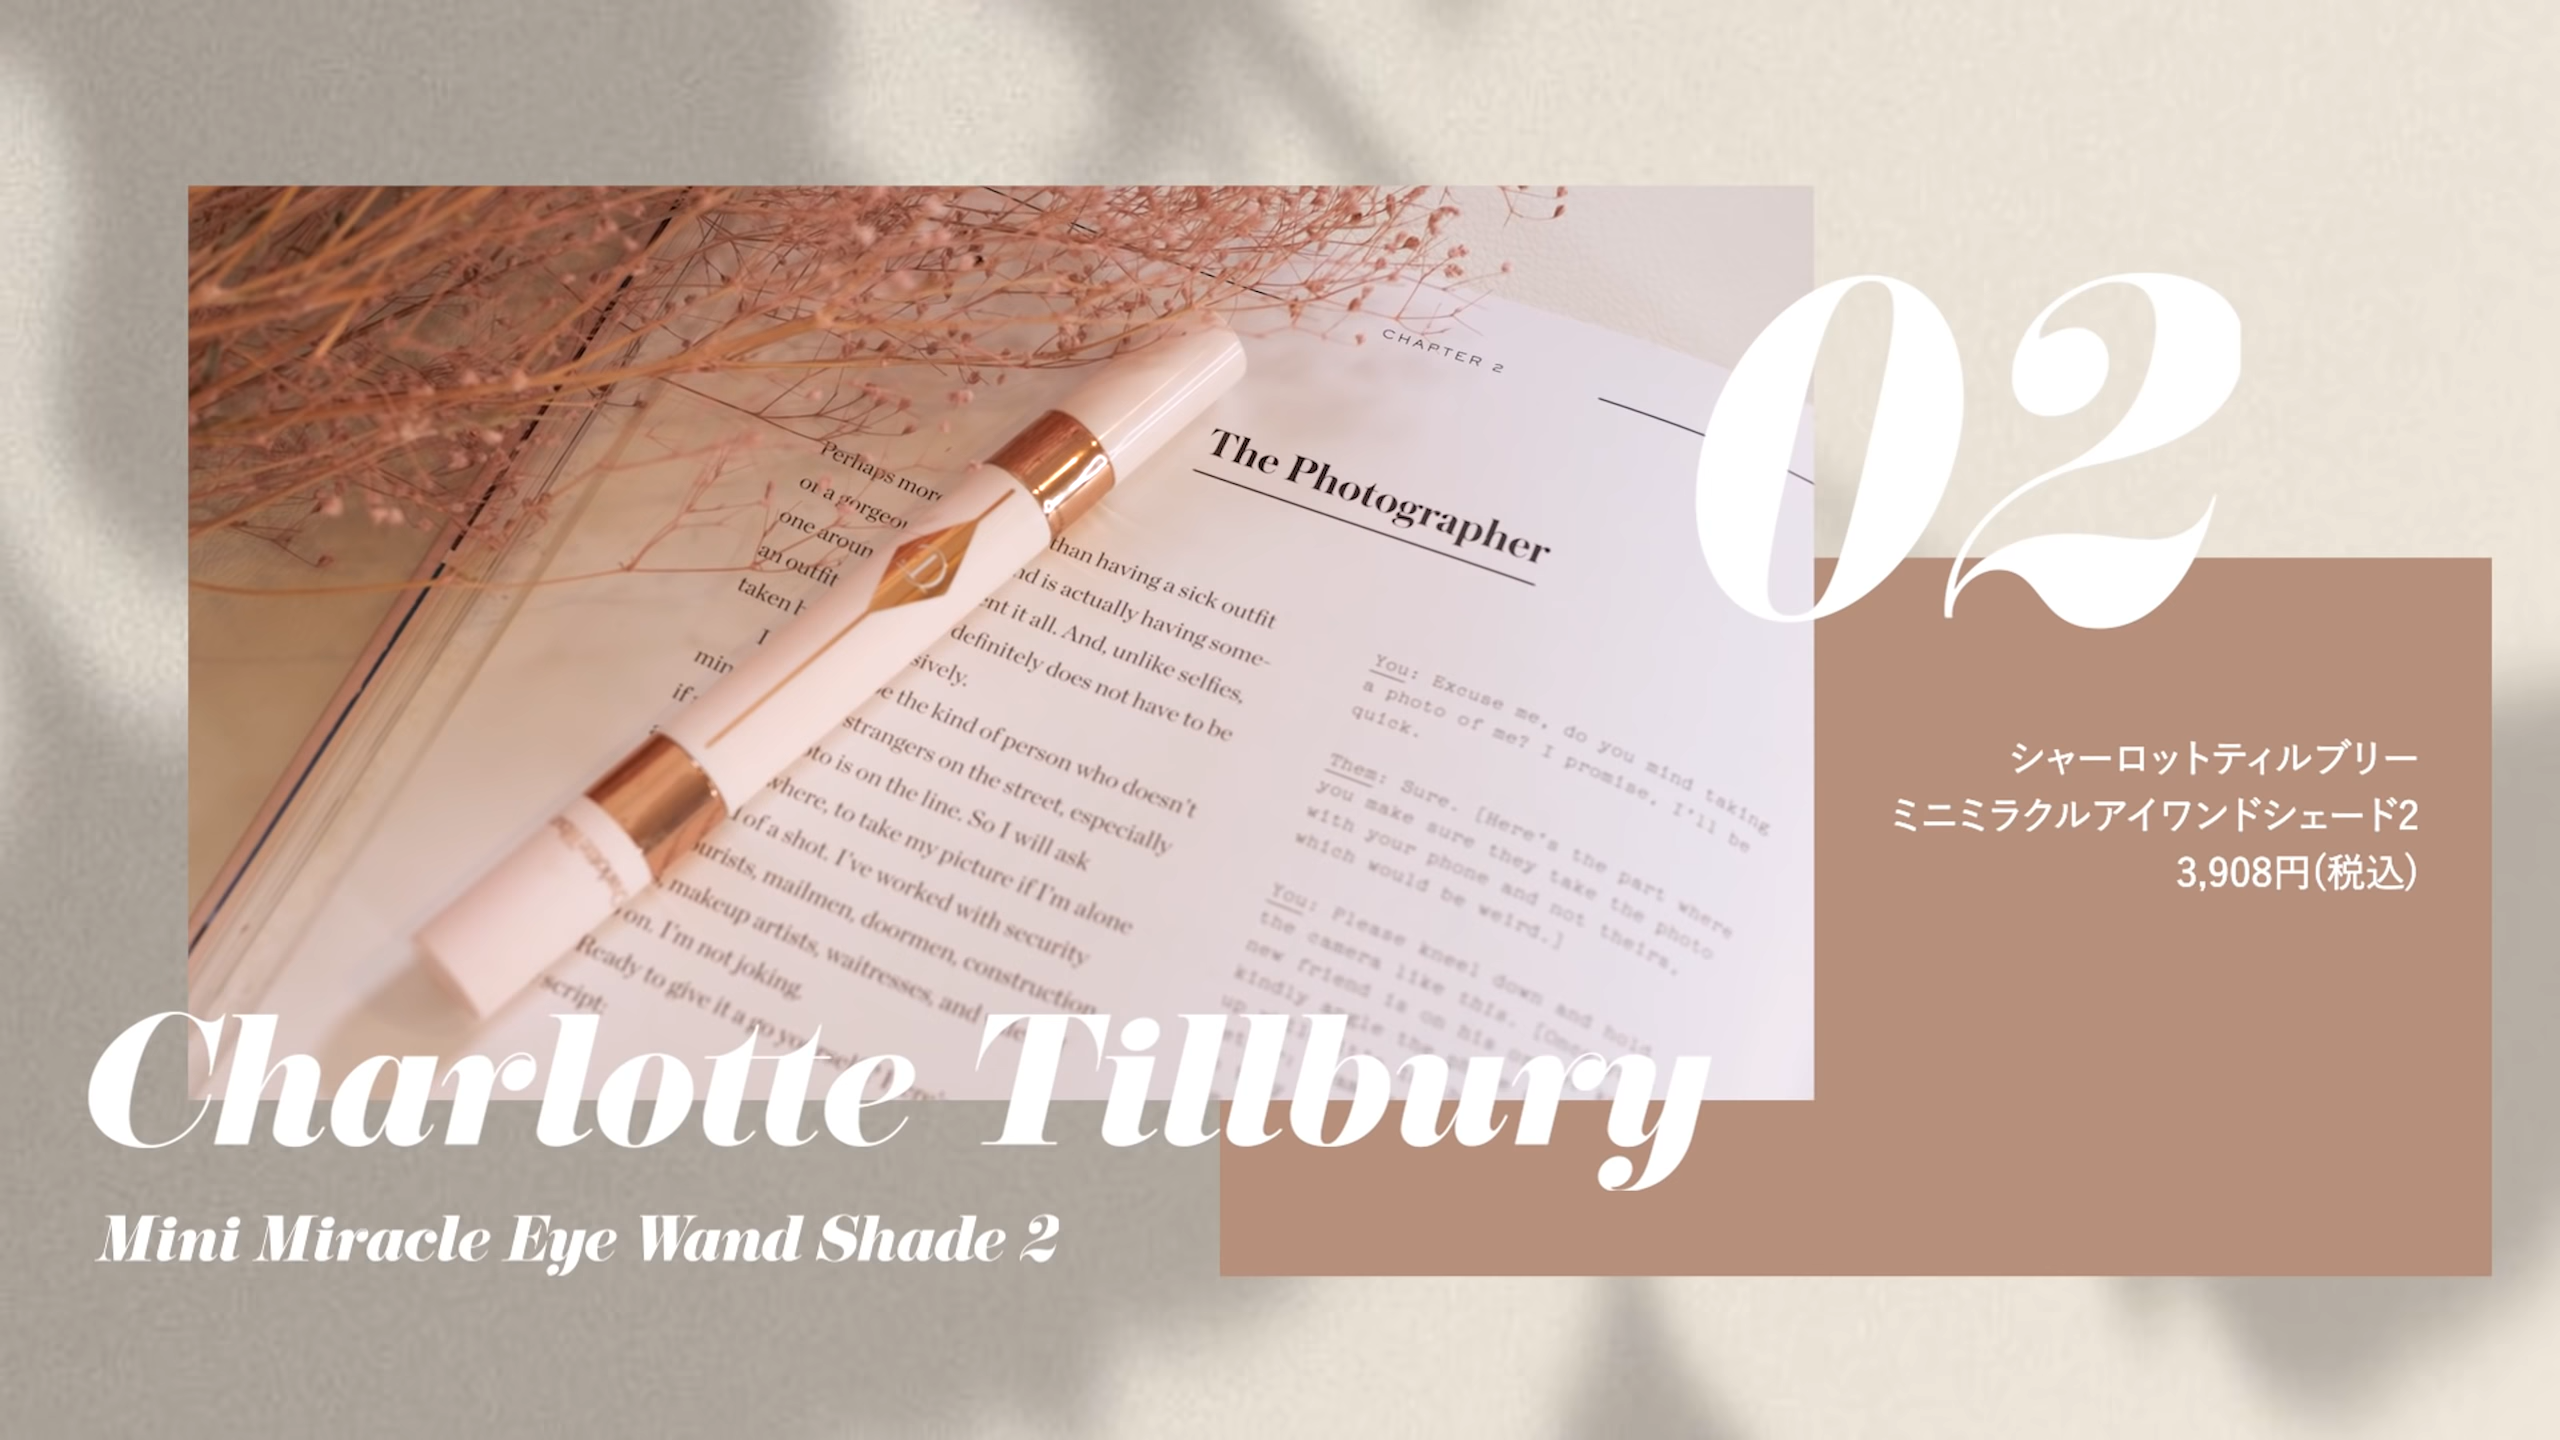 02
シャーロットティルブリー
ミニミラクルアイワンドシェード2
3,908円(税込)
Charlotte Tillbury
Mini Miracle Eye Wand Shade 2
CHAPTER 2
The Photographer
Perhaps more than having a sick outfit
or a gorgeou nd is actually having some-
one aroun ent it all. And, unlike selfies,
an outfit definitely does not have to be
taken sively.
I e the kind of person who doesn't
min strangers on the street, especially
if oto is on the line. So I will ask
where, to take my picture if I'm alone
of a shot. I've worked with security
ourists, mailmen, doormen, construction
makeup artists, waitresses, and
on. I'm not joking.
Ready to give it a go
script:
You: Excuse me, do you mind taking
a photo of me? I promise, I'll be
quick.
Them: Sure. [Here's the part where
you make sure they take the photo
with your phone and not theirs,
which would be weird.]
You: Please kneel down and hold
the camera like this. [Once
new friend is on his
kindly angle the
up
D